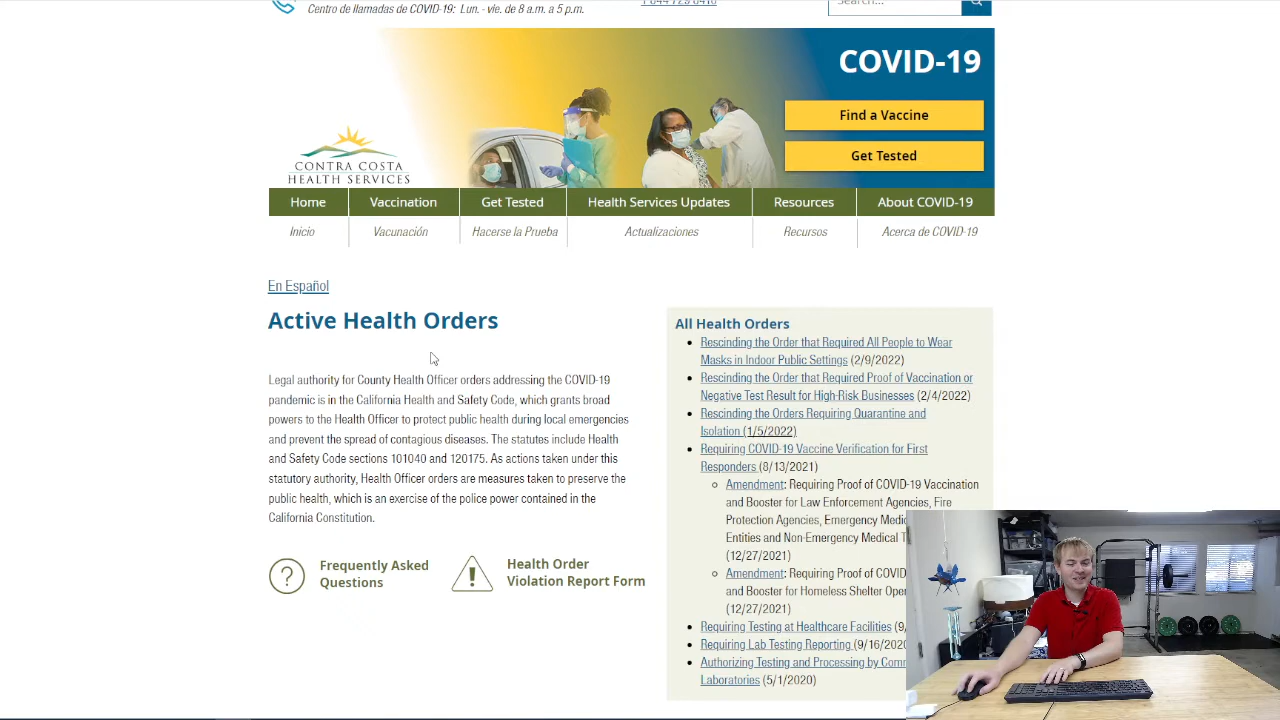 Centro de llamadas de COVID-19: Lun. - vie. de 8 a.m. a 5 p.m.
COVID-19
Find a Vaccine
Get Tested
CONTRA COSTA
HEALTH SERVICES
Home
Vaccination
Get Tested
Health Services Updates
Resources
About COVID-19
Inicio
Vacunación
Hacerse la Prueba
Actualizaciones
Recursos
Acerca de COVID-19
En Español
Active Health Orders
Legal authority for County Health Officer orders addressing the COVID-19
pandemic is in the California Health and Safety Code, which grants broad
powers to the Health Officer to protect public health during local emergencies
and prevent the spread of contagious diseases. The statutes include Health
and Safety Code sections 101040 and 120175. As actions taken under this
statutory authority, Health Officer orders are measures taken to preserve the
public health, which is an exercise of the police power contained in the
California Constitution.
? Frequently Asked
Questions
! Health Order
Violation Report Form
All Health Orders
Rescinding the Order that Required All People to Wear
Masks in Indoor Public Settings (2/9/2022)
Rescinding the Order that Required Proof of Vaccination or
Negative Test Result for High-Risk Businesses (2/4/2022)
Rescinding the Orders Requiring Quarantine and
Isolation (1/5/2022)
Requiring COVID-19 Vaccine Verification for First
Responders (8/13/2021)
Amendment: Requiring Proof of COVID-19 Vaccination
and Booster for Law Enforcement Agencies, Fire
Protection Agencies, Emergency Medic
Entities and Non-Emergency Medical T
(12/27/2021)
Amendment: Requiring Proof of COVID
and Booster for Homeless Shelter Oper
(12/27/2021)
Requiring Testing at Healthcare Facilities (9/
Requiring Lab Testing Reporting (9/16/2020
Authorizing Testing and Processing by Comm
Laboratories (5/1/2020)